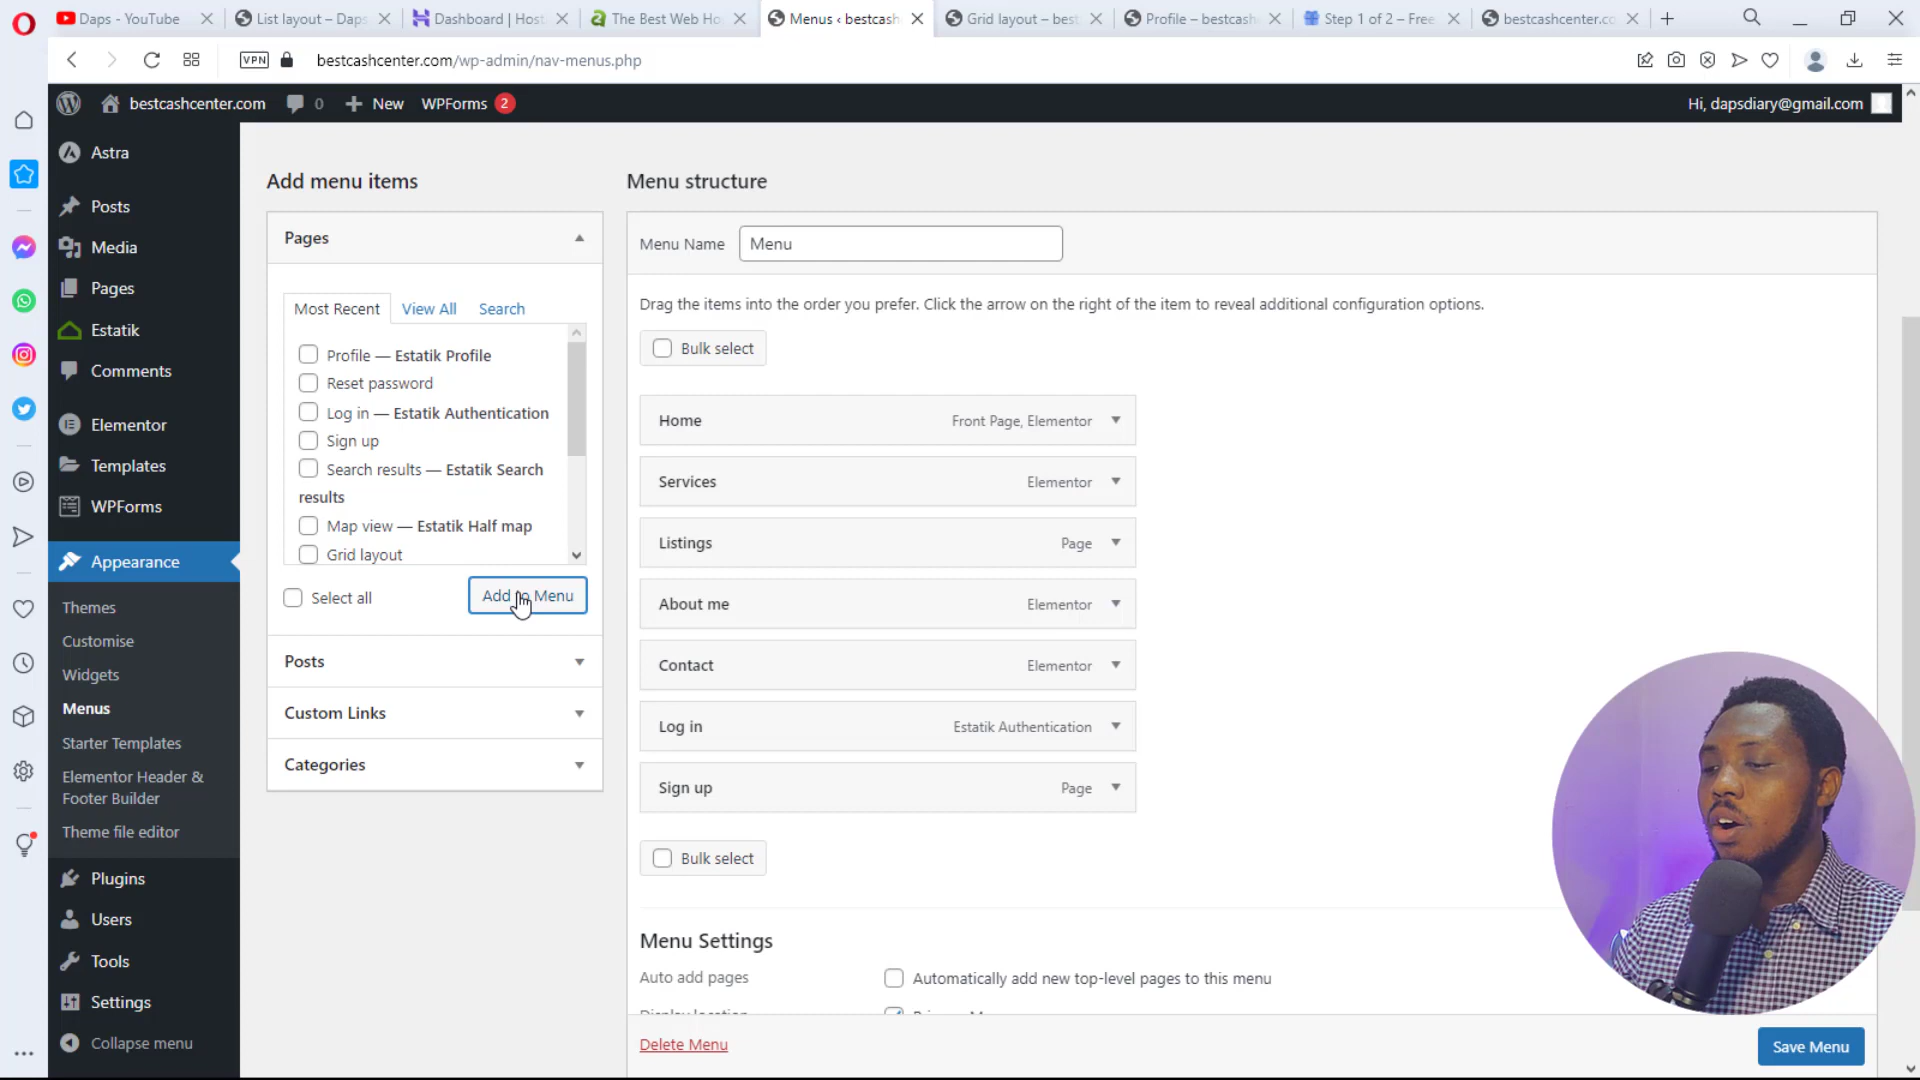 Daps - YouTube
List layout – Daps
Dashboard | Host
The Best Web Ho
Menus ‹ bestcash
Grid layout – best
Profile – bestcash
Step 1 of 2 – Free
bestcashcenter.co
VPN
bestcashcenter.com/wp-admin/nav-menus.php
bestcashcenter.com
0
New
WPForms 2
Hi, dapsdiary@gmail.com
Astra
Posts
Media
Pages
Estatik
Comments
Elementor
Templates
WPForms
Appearance
Themes
Customise
Widgets
Menus
Starter Templates
Elementor Header &
Footer Builder
Theme file editor
Plugins
Users
Tools
Settings
Collapse menu
Add menu items
Pages
Most Recent
View All
Search
Profile — Estatik Profile
Reset password
Log in — Estatik Authentication
Sign up
Search results — Estatik Search
results
Map view — Estatik Half map
Grid layout
Select all
Add to Menu
Posts
Custom Links
Categories
Menu structure
Menu Name
Menu
Drag the items into the order you prefer. Click the arrow on the right of the item to reveal additional configuration options.
Bulk select
Home
Front Page, Elementor
Services
Elementor
Listings
Page
About me
Elementor
Contact
Elementor
Log in
Estatik Authentication
Sign up
Page
Bulk select
Menu Settings
Auto add pages
Automatically add new top-level pages to this menu
Delete Menu
Save Menu